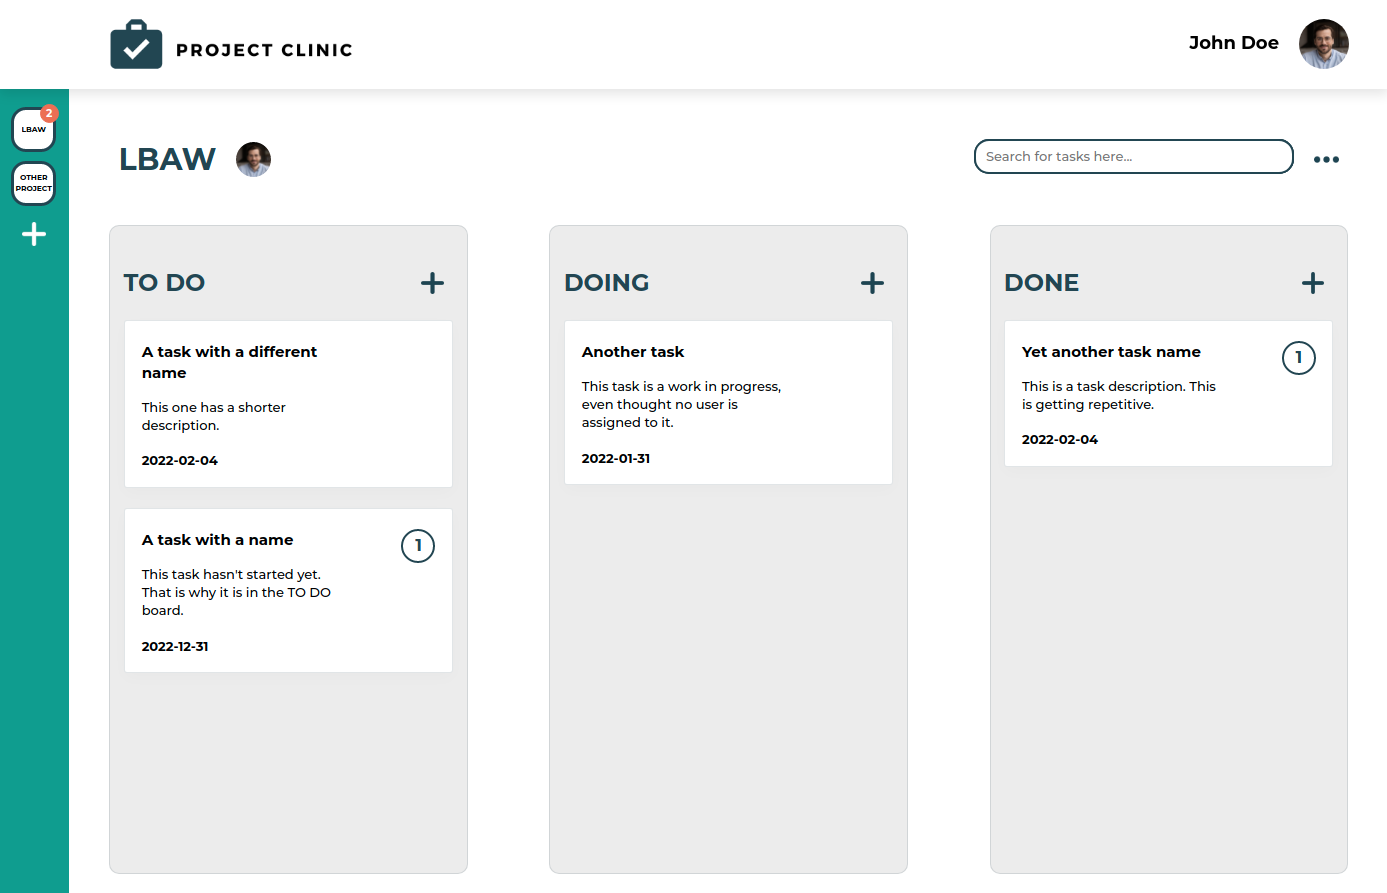 PROJECT CLINIC
John Doe
2
LBAW
OTHER
PROJECT
LBAW
Search for tasks here...
TO DO
A task with a different
name
This one has a shorter
description.
2022-02-04
A task with a name
1
This task hasn't started yet.
That is why it is in the TO DO
board.
2022-12-31
DOING
Another task
This task is a work in progress,
even thought no user is
assigned to it.
2022-01-31
DONE
Yet another task name
1
This is a task description. This
is getting repetitive.
2022-02-04